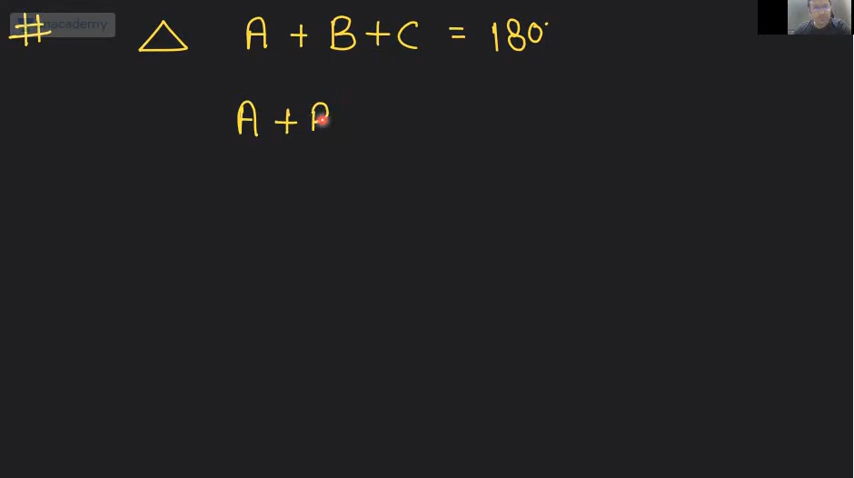 # △ A + B + C = 180°
A + B